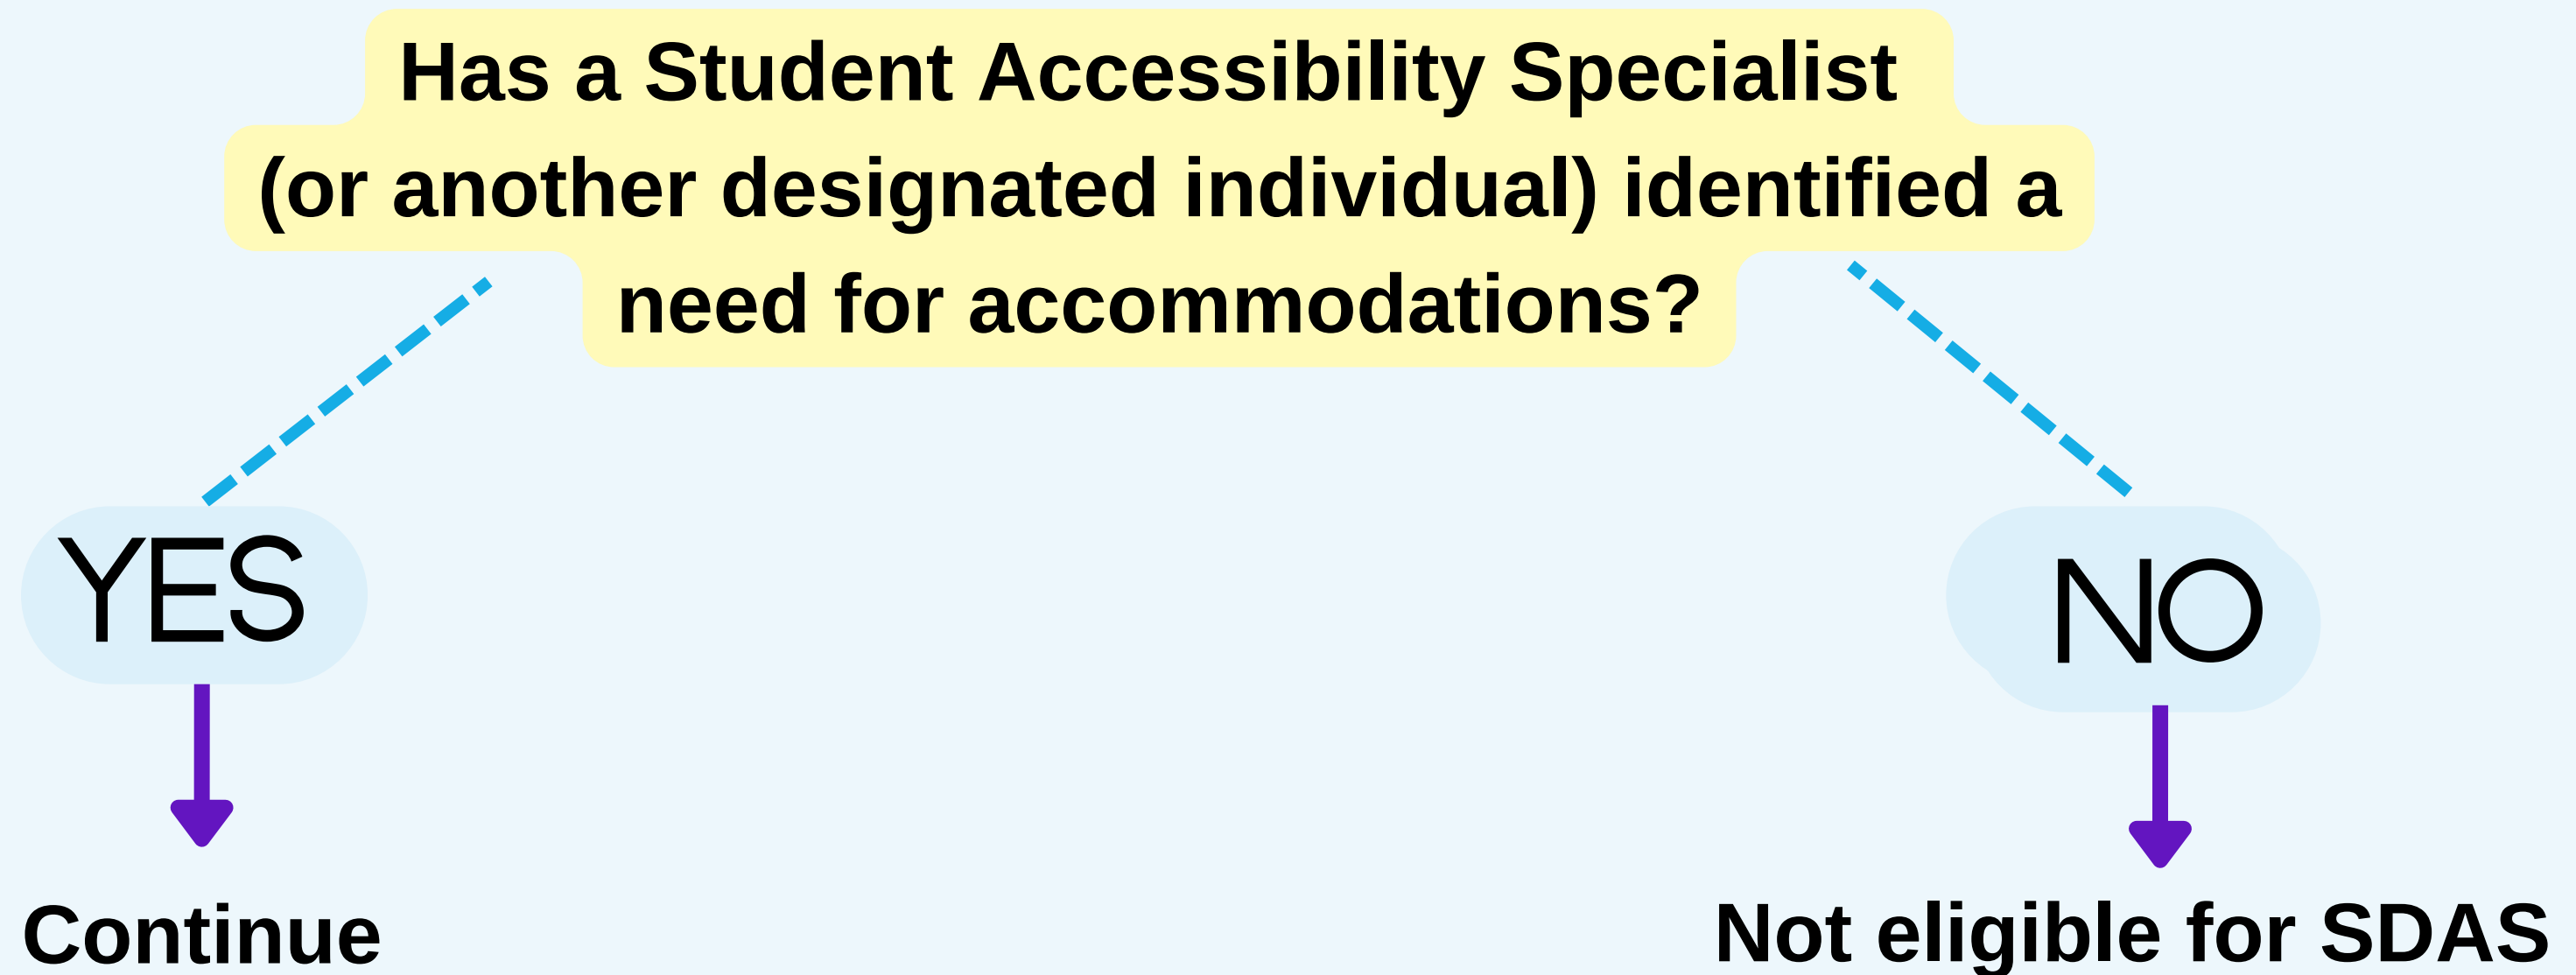 Has a Student Accessibility Specialist
(or another designated individual) identified a
need for accommodations?
YES
NO
Continue
Not eligible for SDAS